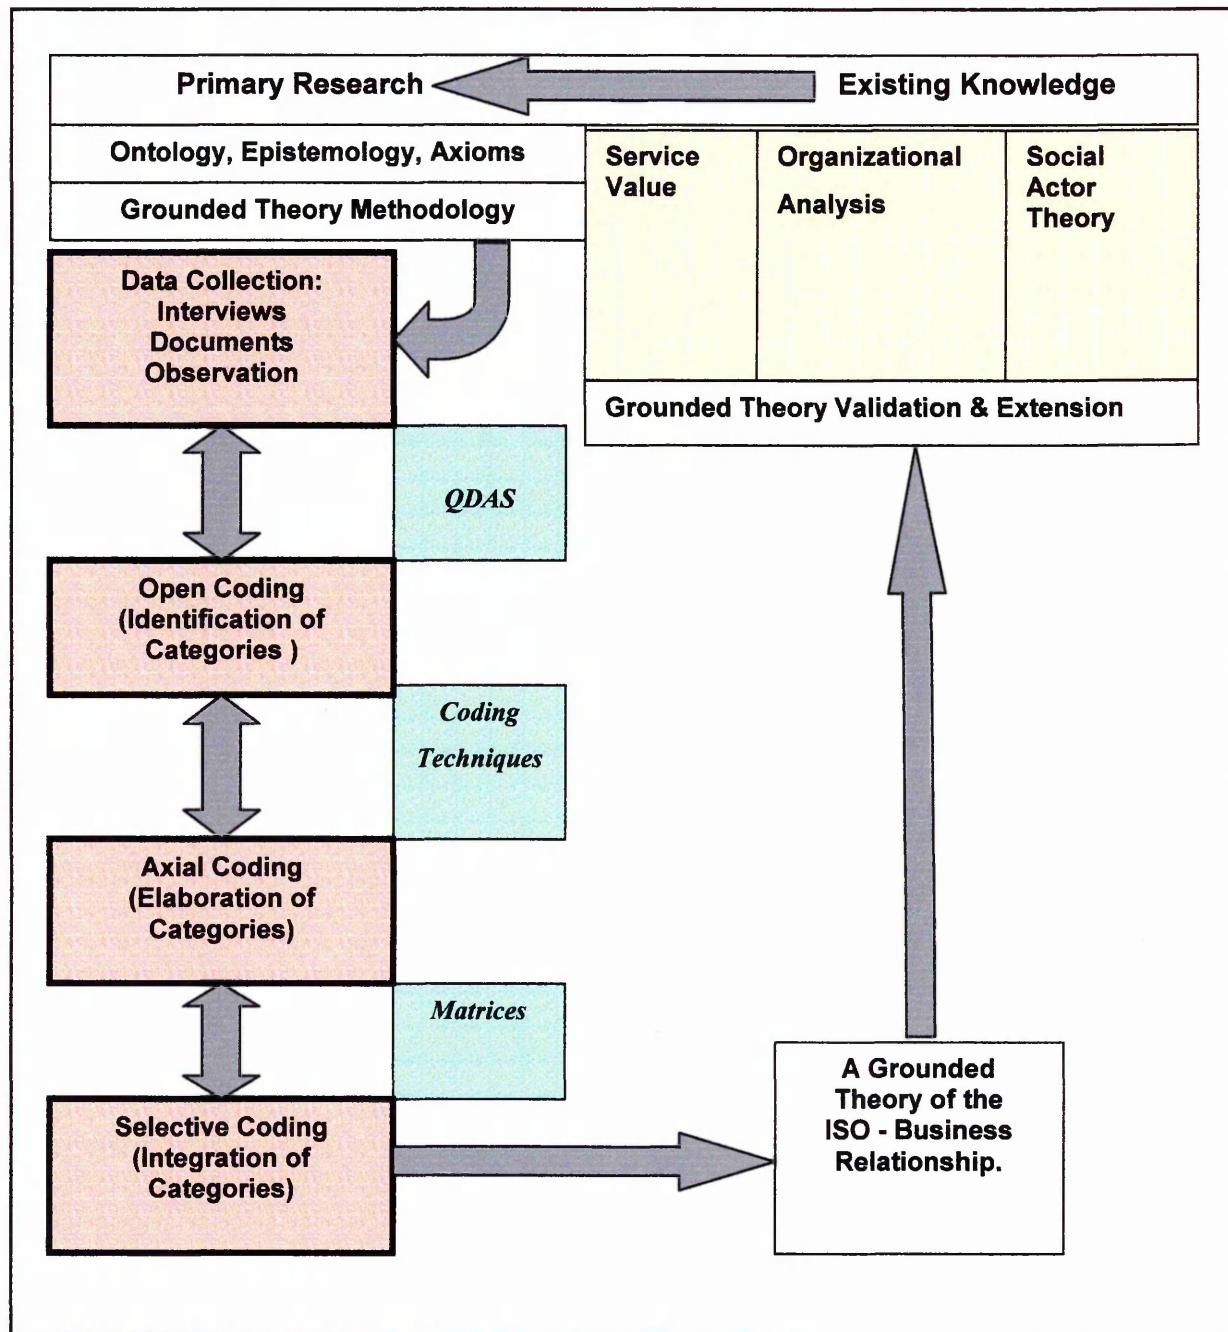 Primary Research
Existing Knowledge
Ontology, Epistemology, Axioms
Grounded Theory Methodology
Service
Value
Organizational
Analysis
Social
Actor
Theory
Grounded Theory Validation & Extension
Data Collection:
Interviews
Documents
Observation
QDAS
Open Coding
(Identification of
Categories )
Coding
Techniques
Axial Coding
(Elaboration of
Categories)
Matrices
Selective Coding
(Integration of
Categories)
A Grounded
Theory of the
ISO - Business
Relationship.